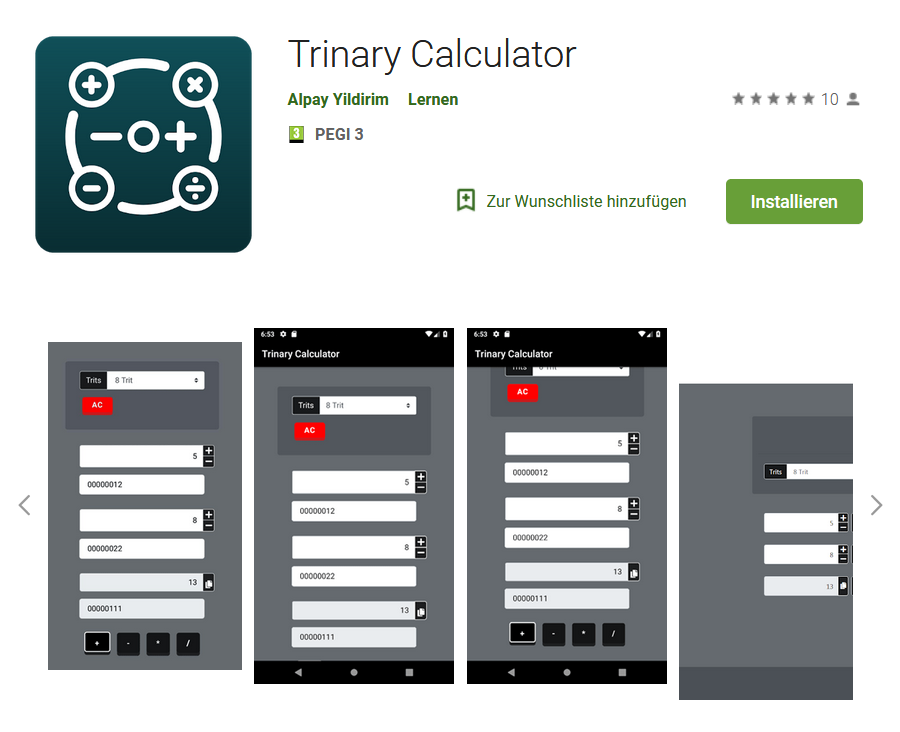 Trinary Calculator
Alpay Yildirim Lernen
10
3 PEGI 3
Zur Wunschliste hinzufügen
Installieren
Trits 8 Trit
AC
5 +
-
00000012
8 +
-
00000022
13
00000111
+ - * /
6:53
Trinary Calculator
Trits 8 Trit
AC
5 +
-
00000012
8 +
-
00000022
13
00000111
6:53
Trinary Calculator
Trits 8 Trit
AC
5 +
-
00000012
8 +
-
00000022
13
00000111
+ - * /
Trits 8 Trit
5 +
-
8 +
-
13